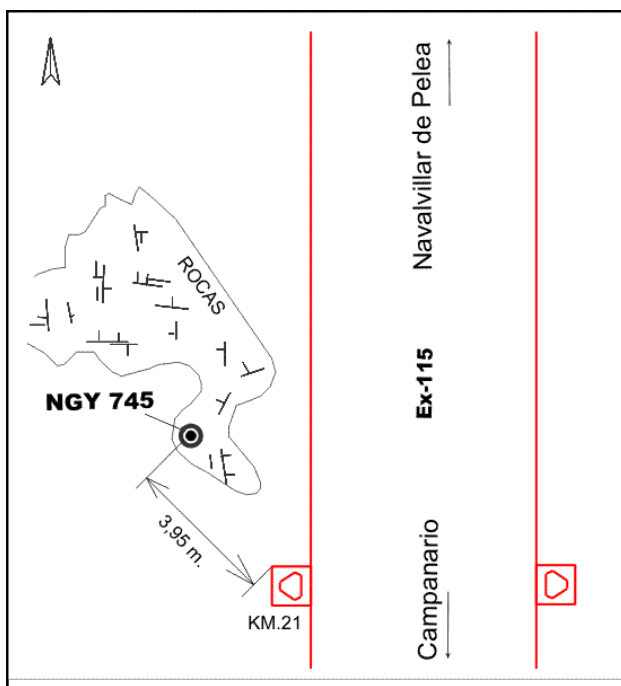 Navalvillar de Pelea
ROCAS
Ex-115
NGY 745
3,95 m.
Campanario
KM.21